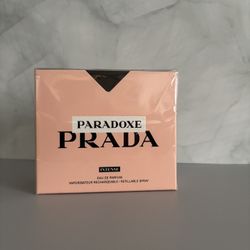 PARADOXE
PRADA
INTENSE
EAU DE PARFUM
VAPORISATEUR RECHARGEABLE • REFILLABLE SPRAY